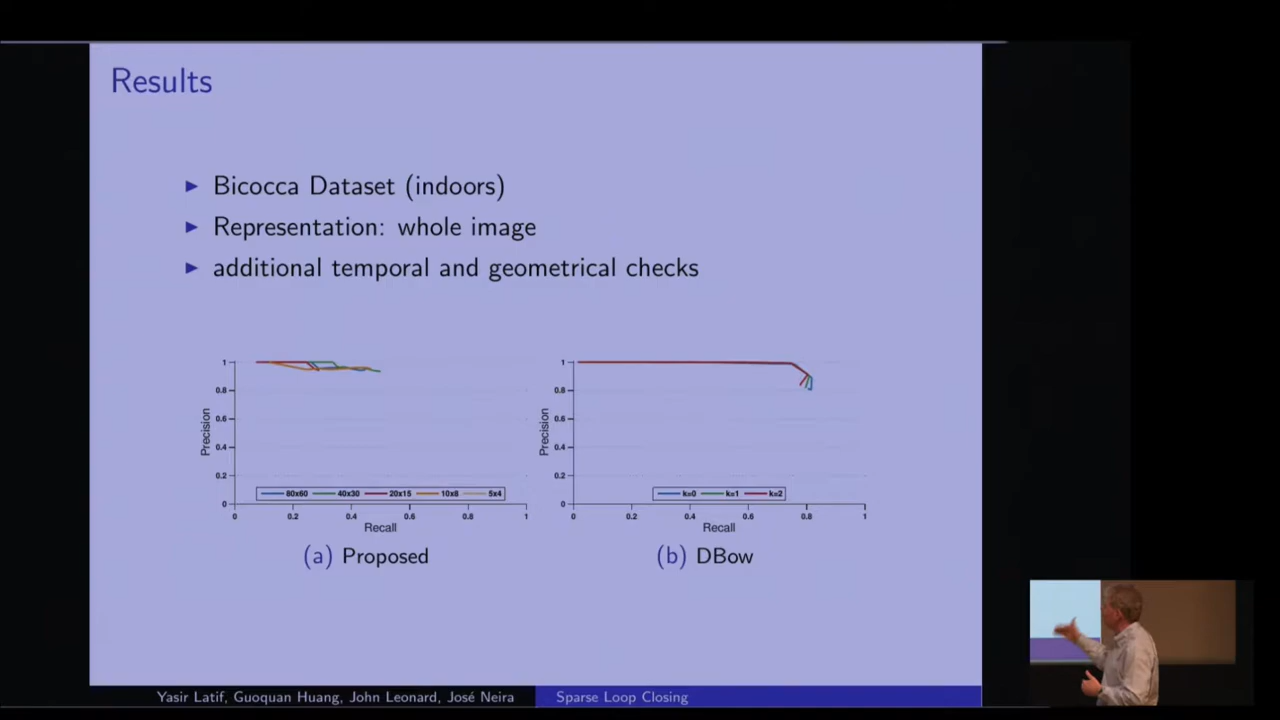 Results
▶ Bicocca Dataset (indoors)
▶ Representation: whole image
▶ additional temporal and geometrical checks
1
0.8
0.6
0.4
0.2
0
Precision
80x60 40x30 20x15 10x8 5x4
0 0.2 0.4 0.6 0.8 1
Recall
(a) Proposed
1
0.8
0.6
0.4
0.2
0
Precision
k=0 k=1 k=2
0 0.2 0.4 0.6 0.8 1
Recall
(b) DBow
Yasir Latif, Guoquan Huang, John Leonard, José Neira
Sparse Loop Closing